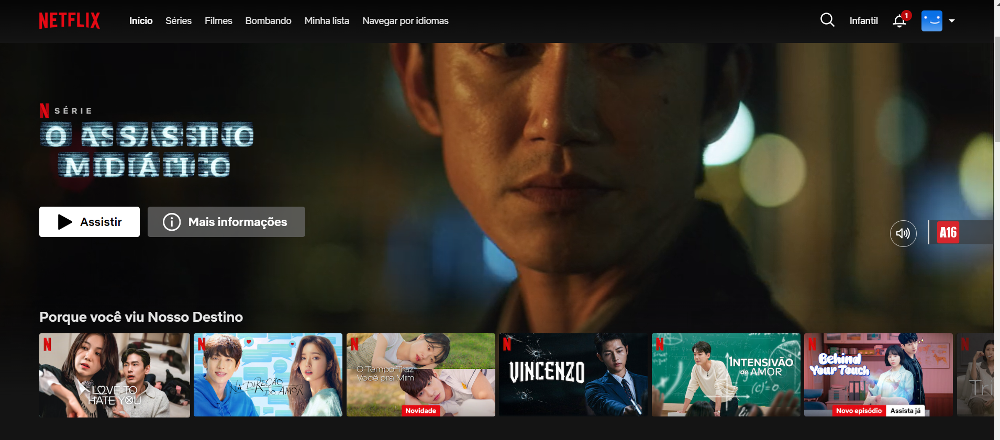 NETFLIX
Início Séries Filmes Bombando Minha lista Navegar por idiomas
Infantil
1
N SÉRIE
O ASSASSINO
MIDIÁTICO
Assistir
Mais informações
A16
Porque você viu Nosso Destino
N
LOVE TO
HATE YOU
N
NA DIREÇÃO
DO AMOR
N
O Tempo Traz
Você pra Mim
Novidade
N
VINCENZO
N
INTENSIVÃO
de AMOR
(C)=0
N
Behind
Your Touch
Novo episódio Assista já
N
Tri